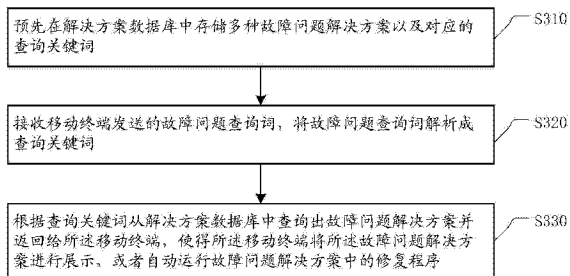 预先在解决方案数据库中存储多种故障问题解决方案以及对应的
查询关键词
S310
接收移动终端发送的故障问题查询词，将故障问题查询词解析成
查询关键词
S320
根据查询关键词从解决方案数据库中查询出故障问题解决方案并
返回给所述移动终端，使得所述移动终端将所述故障问题解决方
案进行展示，或者自动运行故障问题解决方案中的修复程序
S330